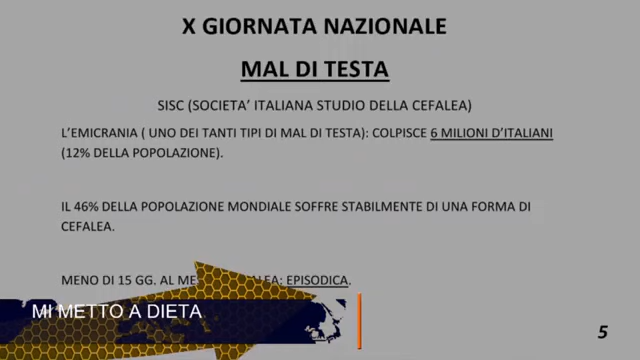 X GIORNATA NAZIONALE
MAL DI TESTA
SISC (SOCIETA' ITALIANA STUDIO DELLA CEFALEA)
L'EMICRANIA ( UNO DEI TANTI TIPI DI MAL DI TESTA): COLPISCE 6 MILIONI D'ITALIANI
(12% DELLA POPOLAZIONE).
IL 46% DELLA POPOLAZIONE MONDIALE SOFFRE STABILMENTE DI UNA FORMA DI
CEFALEA.
MENO DI 15 GG. AL EPISODICA.
MI METTO A DIETA
5